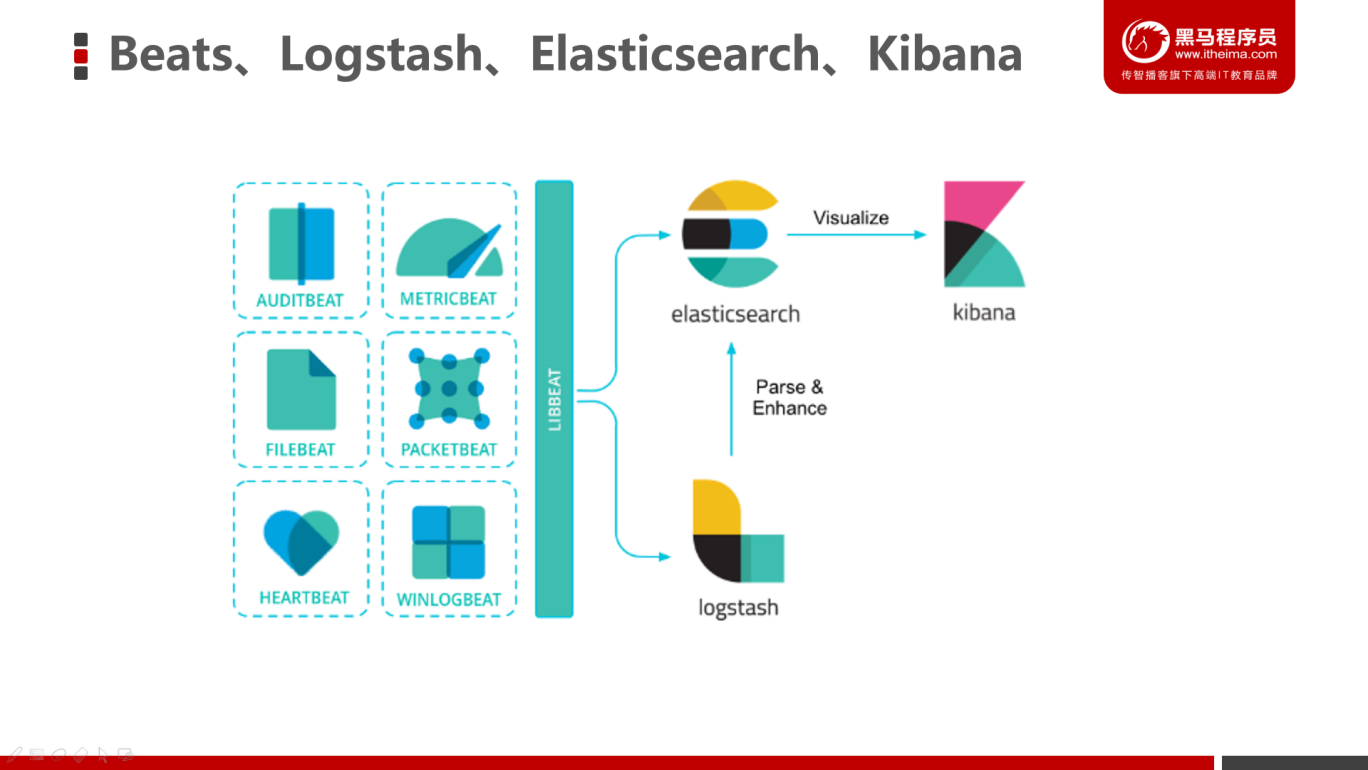 Beats、Logstash、Elasticsearch、Kibana
黑马程序员
www.itheima.com
传智播客旗下高端IT教育品牌
AUDITBEAT
METRICBEAT
FILEBEAT
PACKETBEAT
HEARTBEAT
WINLOGBEAT
LIBBEAT
elasticsearch
Visualize
kibana
Parse &
Enhance
logstash